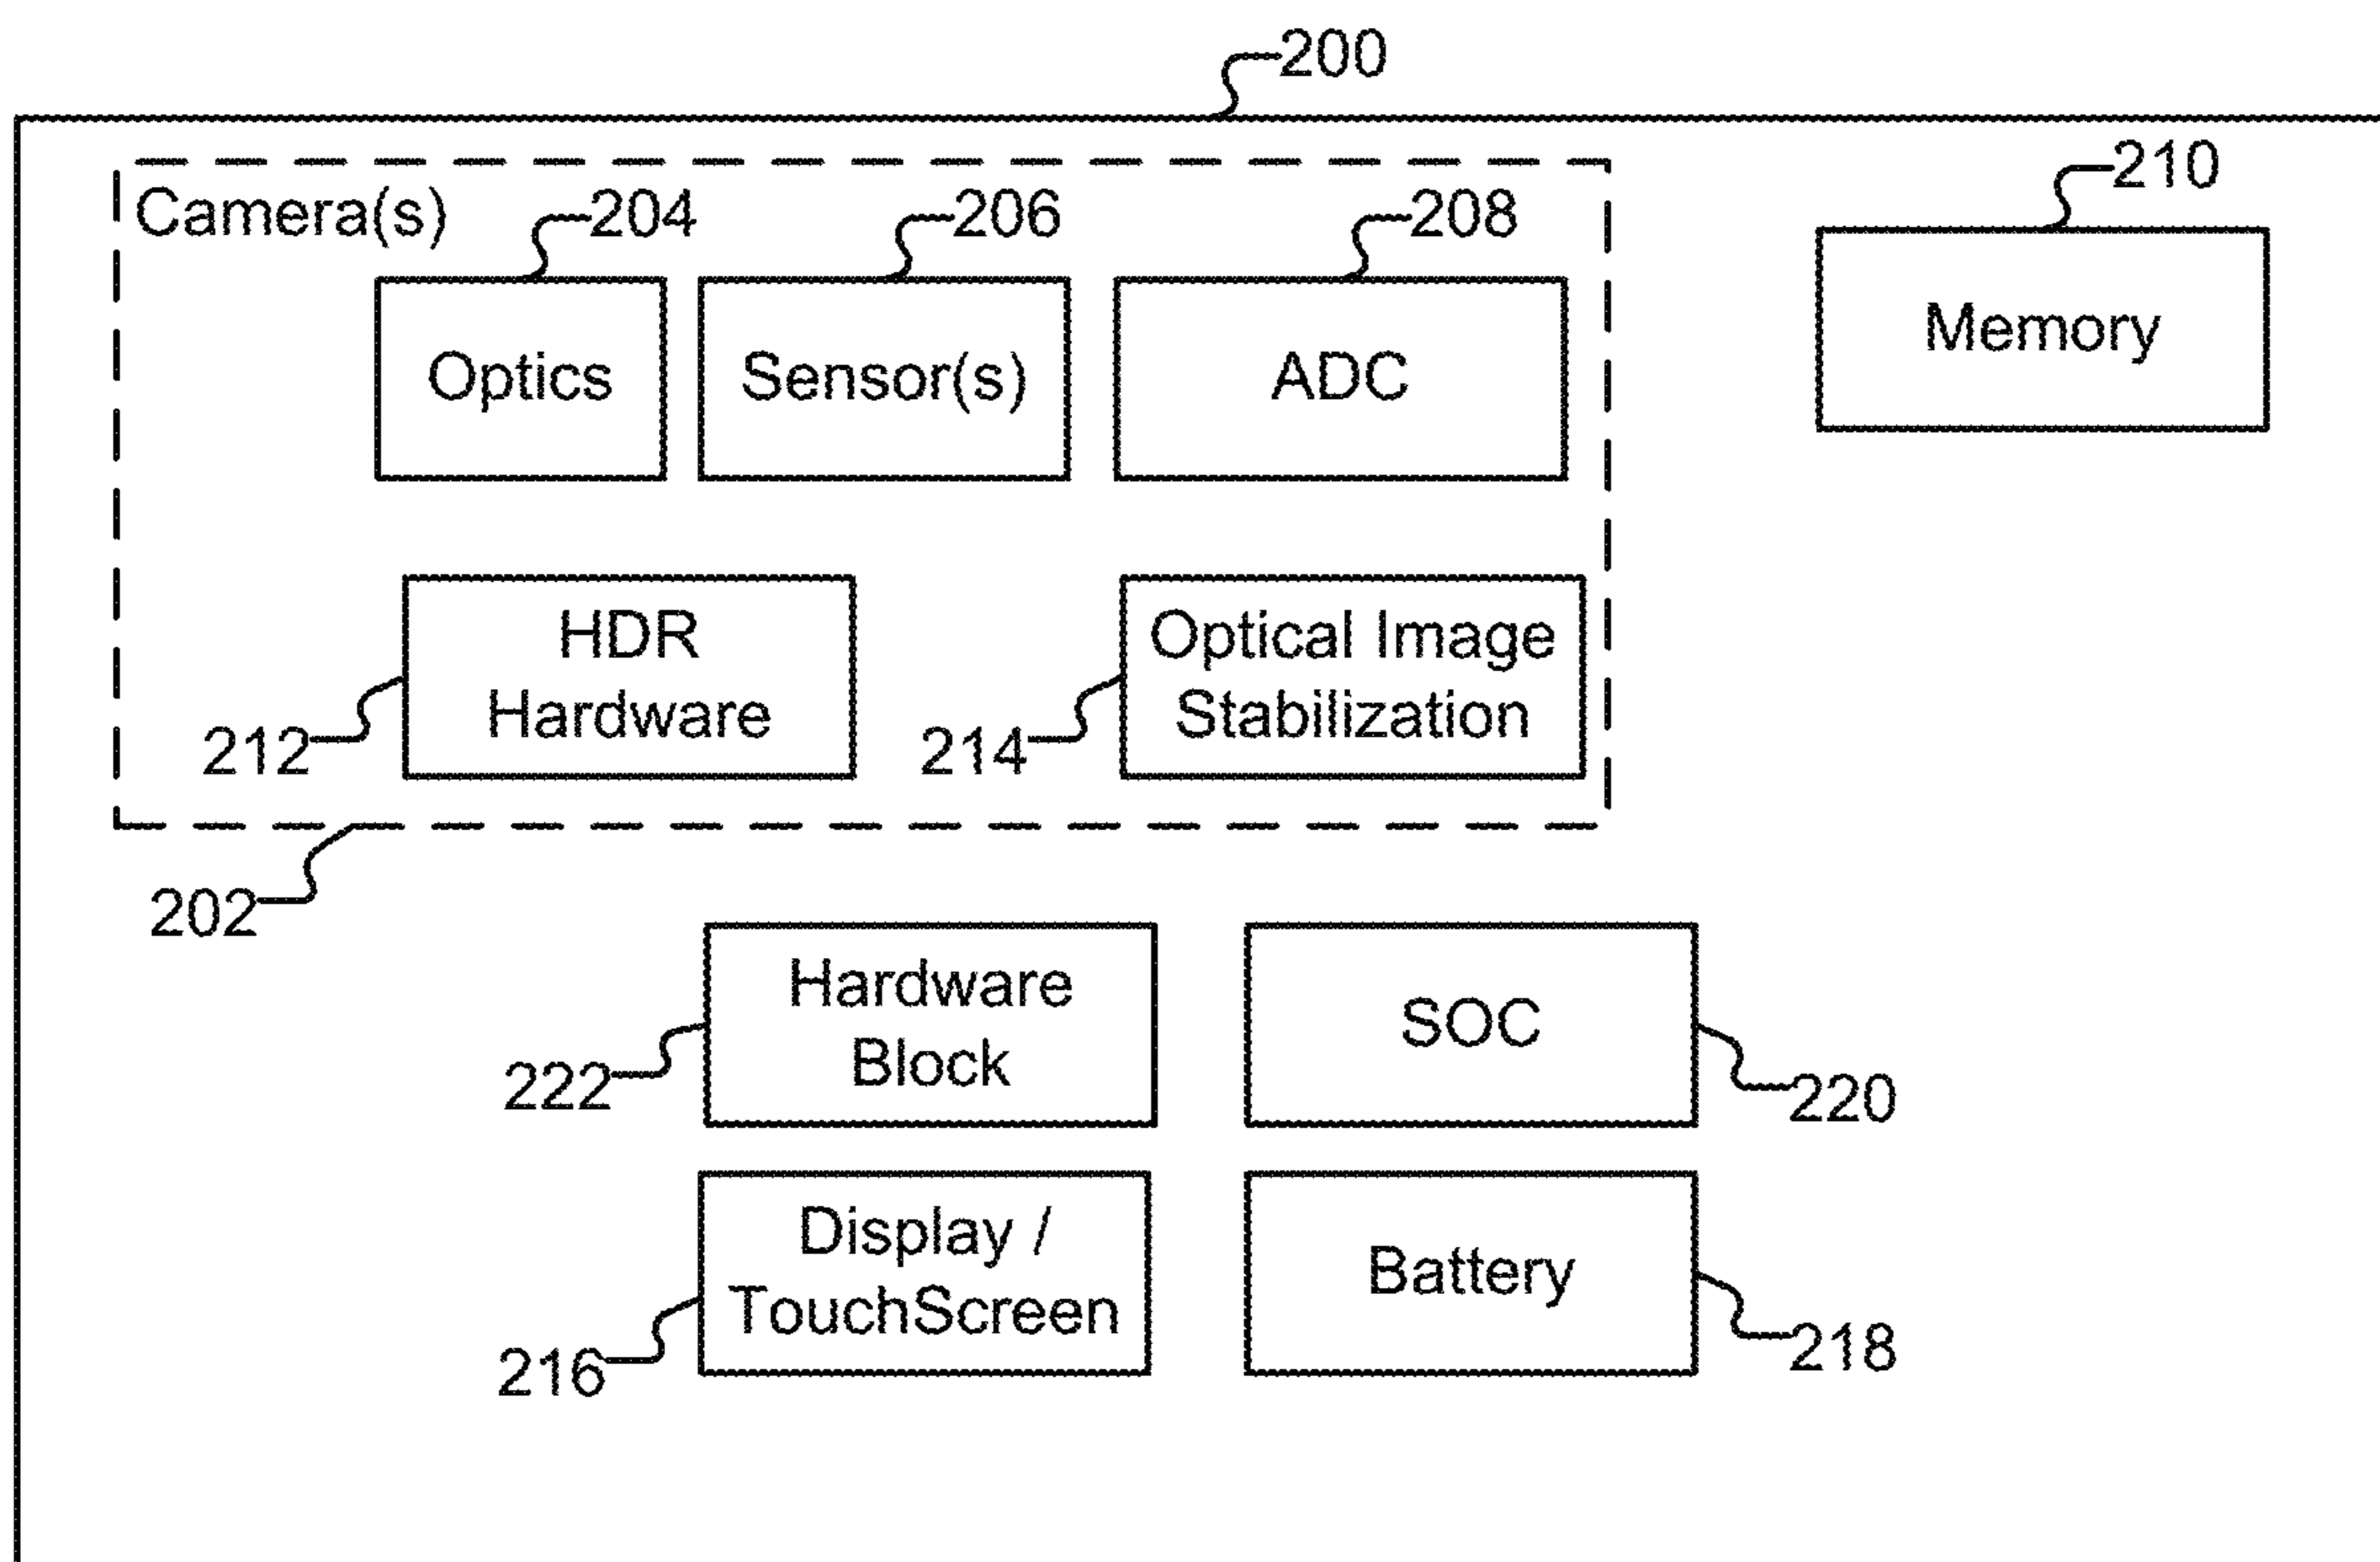 200
210
Camera(s)
204
206
208
Memory
Optics
Sensor(s)
ADC
HDR
Hardware
212
Optical Image
Stabilization
214
202
Hardware
Block
222
SOC
220
Display /
TouchScreen
216
Battery
218